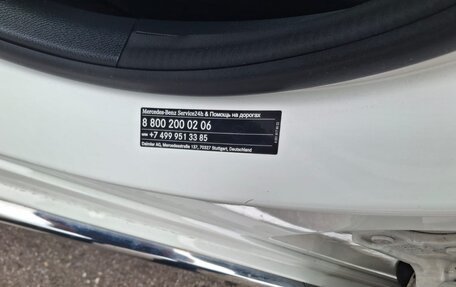 Mercedes-Benz Service24h & Помощь на дорогах
8 800 200 02 06
+7 499 951 33 85
Daimler AG, Mercedesstraße 137, 70327 Stuttgart, Deutschland